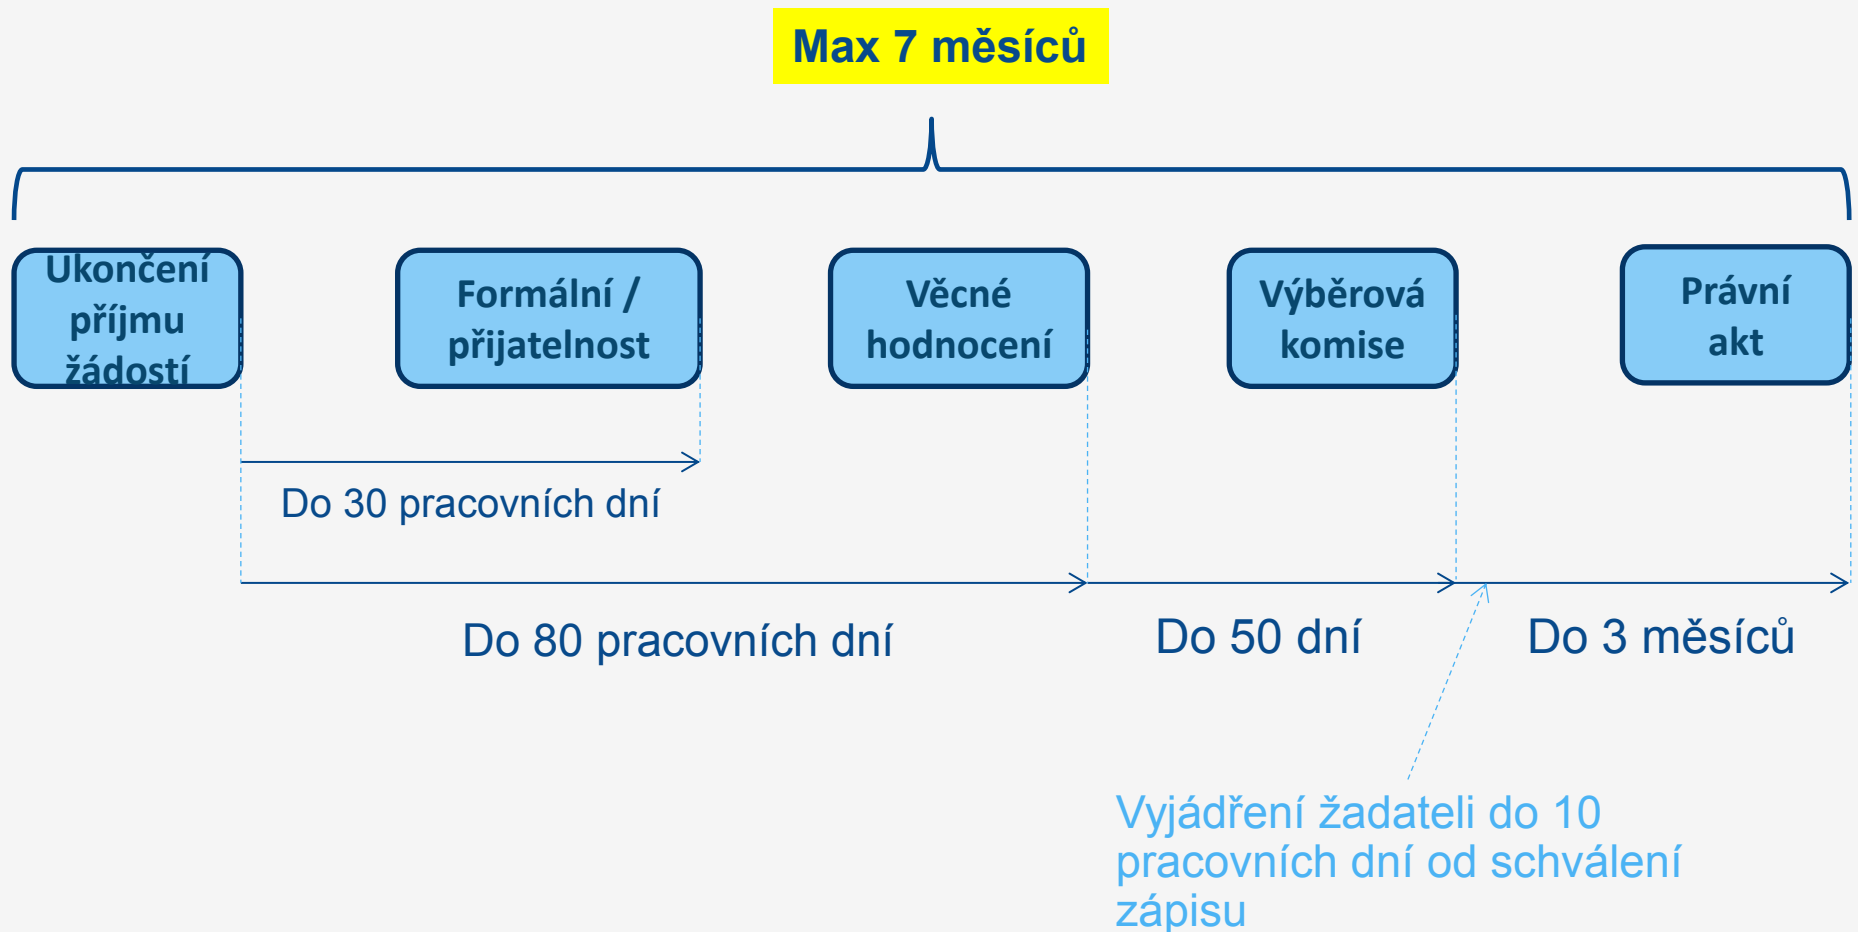 Max 7 měsíců
Ukončení
příjmu
žádostí
Formální /
přijatelnost
Věcné
hodnocení
Výběrová
komise
Právní
akt
Do 30 pracovních dní
Do 80 pracovních dní
Do 50 dní
Do 3 měsíců
Vyjádření žadateli do 10
pracovních dní od schválení
zápisu